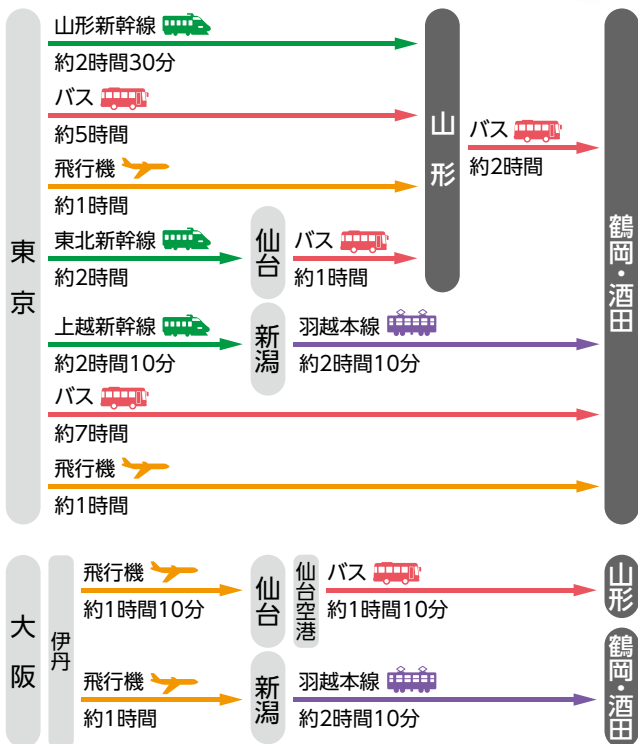 東京
山形新幹線
約2時間30分
バス
約5時間
飛行機
約1時間
東北新幹線
約2時間
仙台
バス
約1時間
山形
バス
約2時間
上越新幹線
約2時間10分
新潟
羽越本線
約2時間10分
バス
約7時間
飛行機
約1時間
鶴岡・酒田
大阪
伊丹
飛行機
約1時間10分
仙台
仙台空港
バス
約1時間10分
山形
飛行機
約1時間
新潟
羽越本線
約2時間10分
鶴岡・酒田